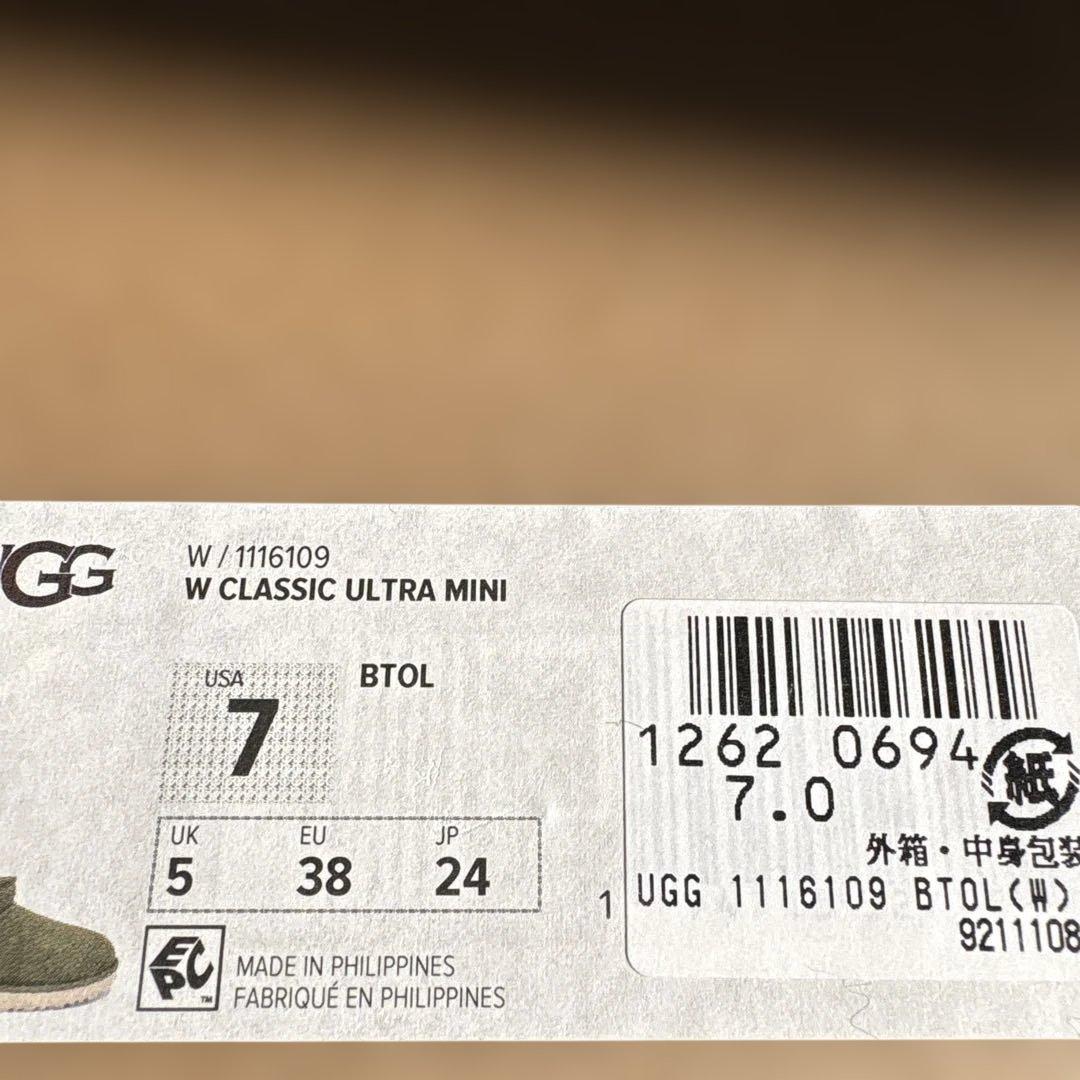 UGG
W / 1116109
W CLASSIC ULTRA MINI
USA
7
BTOL
UK EU JP
5 38 24
EPC™
MADE IN PHILIPPINES
FABRIQUÉ EN PHILIPPINES
1262 0694
7.0
紙
外箱・中身包装
1
UGG 1116109 BTOL(W)
9211108